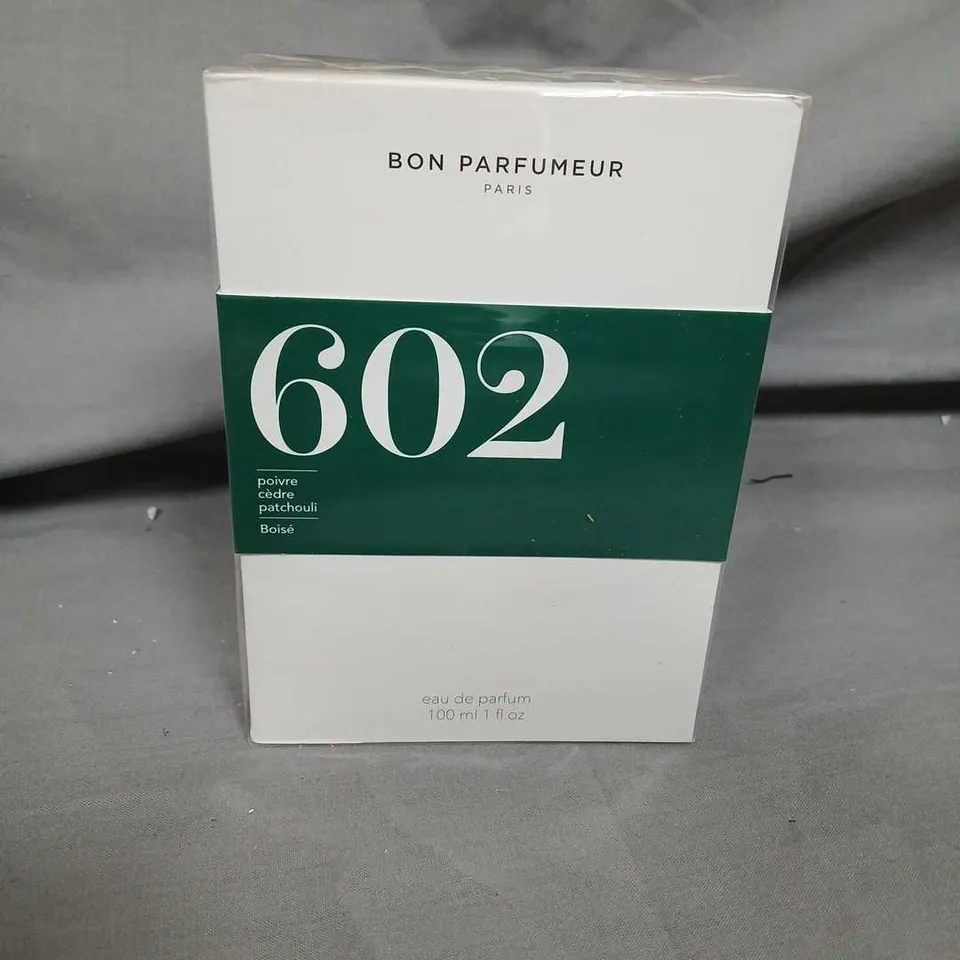 BON PARFUMEUR
PARIS
602
poivre
cèdre
patchouli
Boisé
eau de parfum
100 ml 1 fl.oz